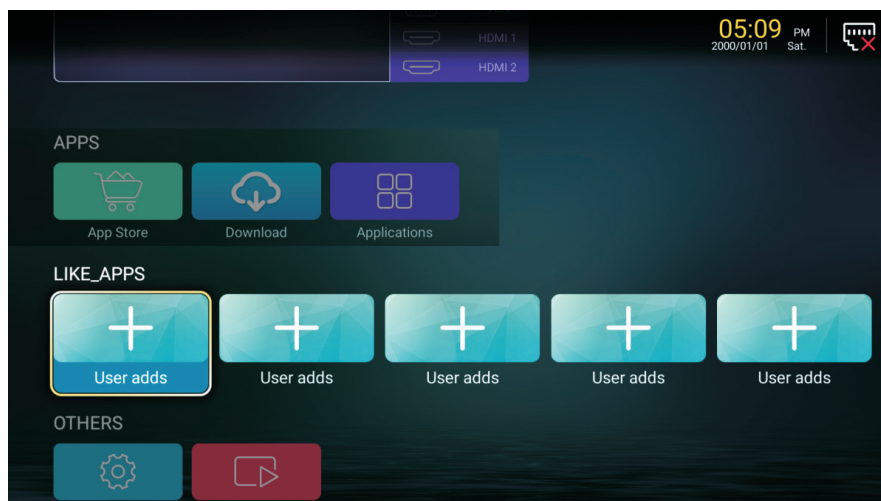 HDMI 1
05:09 PM
2000/01/01 Sat.
HDMI 2
APPS
App Store Download Applications
LIKE_APPS
User adds User adds User adds User adds User adds
OTHERS